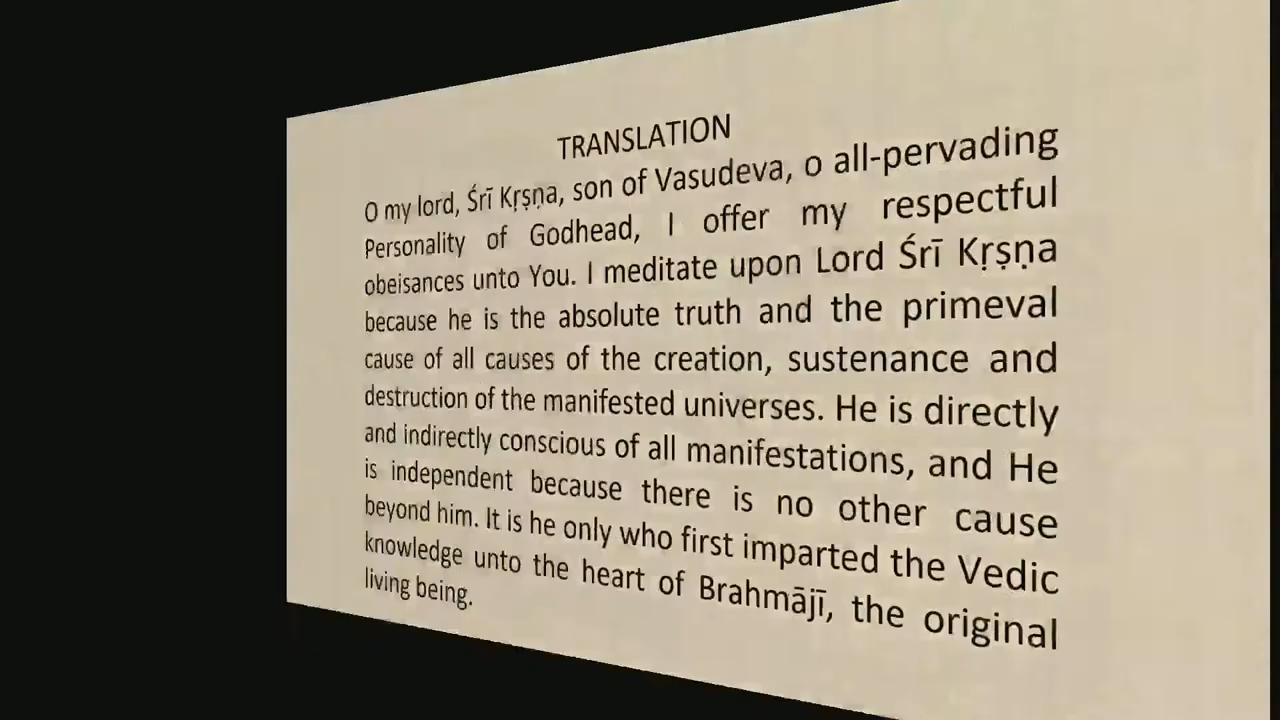 TRANSLATION
O my lord, Śrī Kṛṣṇa, son of Vasudeva, o all-pervading
Personality of Godhead, I offer my respectful
obeisances unto You. I meditate upon Lord Śrī Kṛṣṇa
because he is the absolute truth and the primeval
cause of all causes of the creation, sustenance and
destruction of the manifested universes. He is directly
and indirectly conscious of all manifestations, and He
is independent because there is no other cause
beyond him. It is he only who first imparted the Vedic
knowledge unto the heart of Brahmājī, the original
living being.